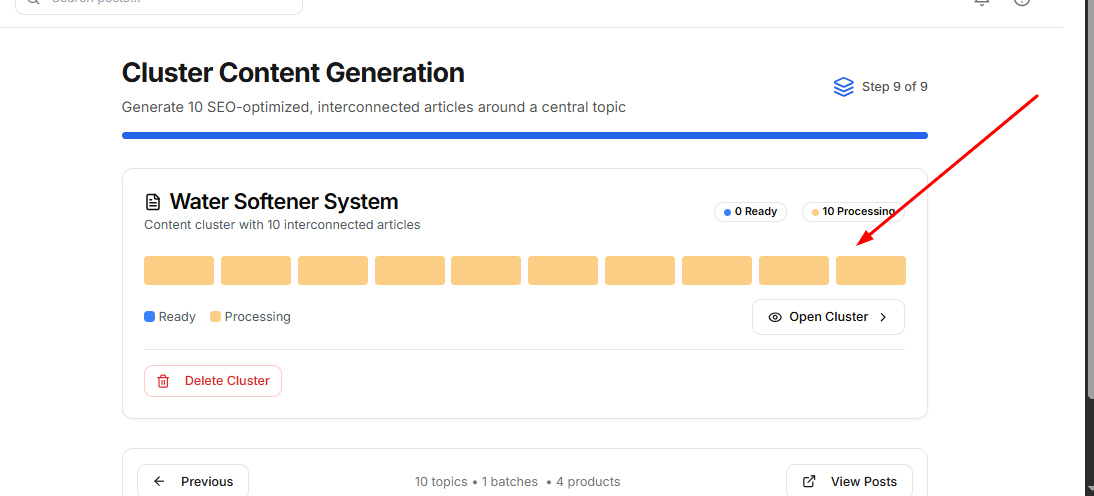 Search posts...
Cluster Content Generation
Step 9 of 9
Generate 10 SEO-optimized, interconnected articles around a central topic
Water Softener System
0 Ready
10 Processing
Content cluster with 10 interconnected articles
Ready
Processing
Open Cluster
Delete Cluster
Previous
10 topics • 1 batches • 4 products
View Posts